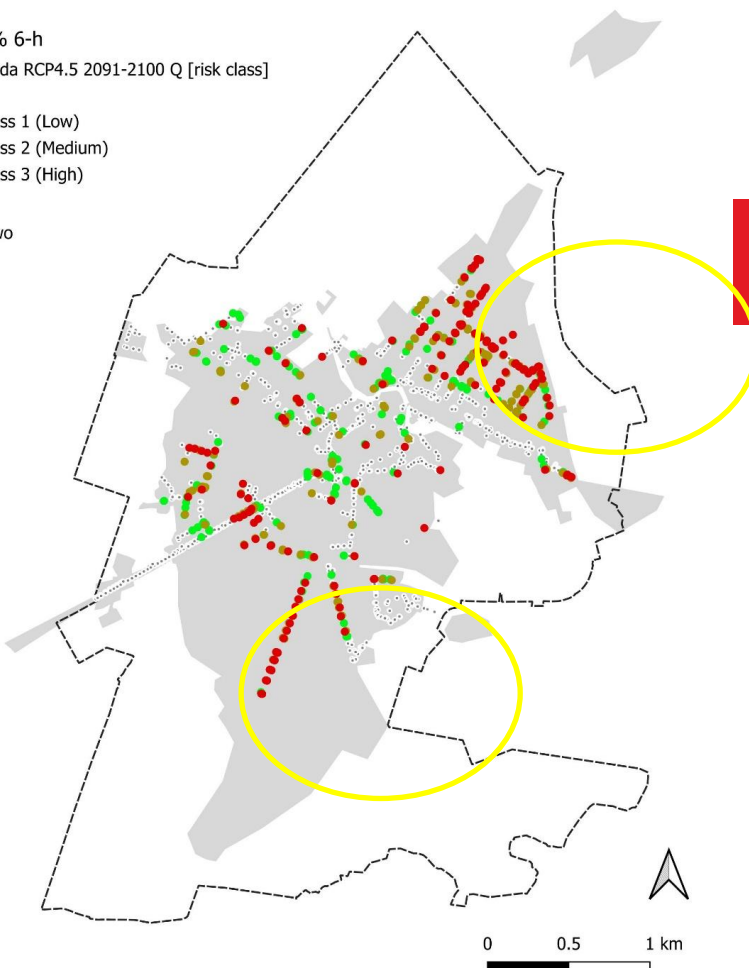 % 6-h
da RCP4.5 2091-2100 Q [risk class]
ss 1 (Low)
ss 2 (Medium)
ss 3 (High)
vo
0 0.5 1 km